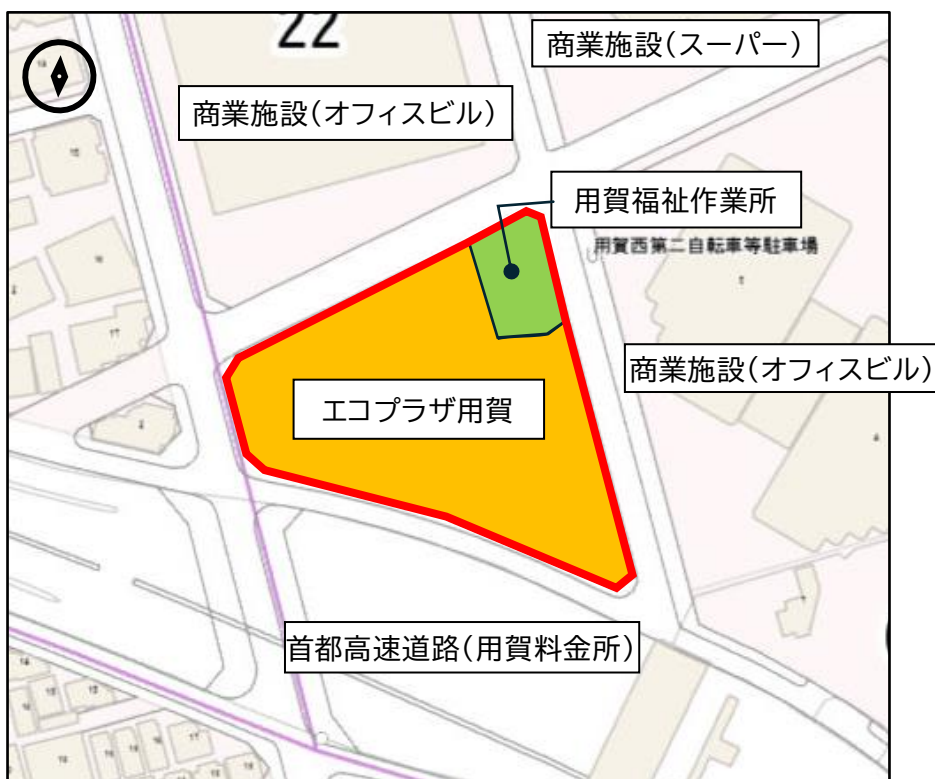 22
商業施設(スーパー)
商業施設(オフィスビル)
用賀福祉作業所
用賀西第二自転車等駐車場
商業施設(オフィスビル)
エコプラザ用賀
首都高速道路(用賀料金所)